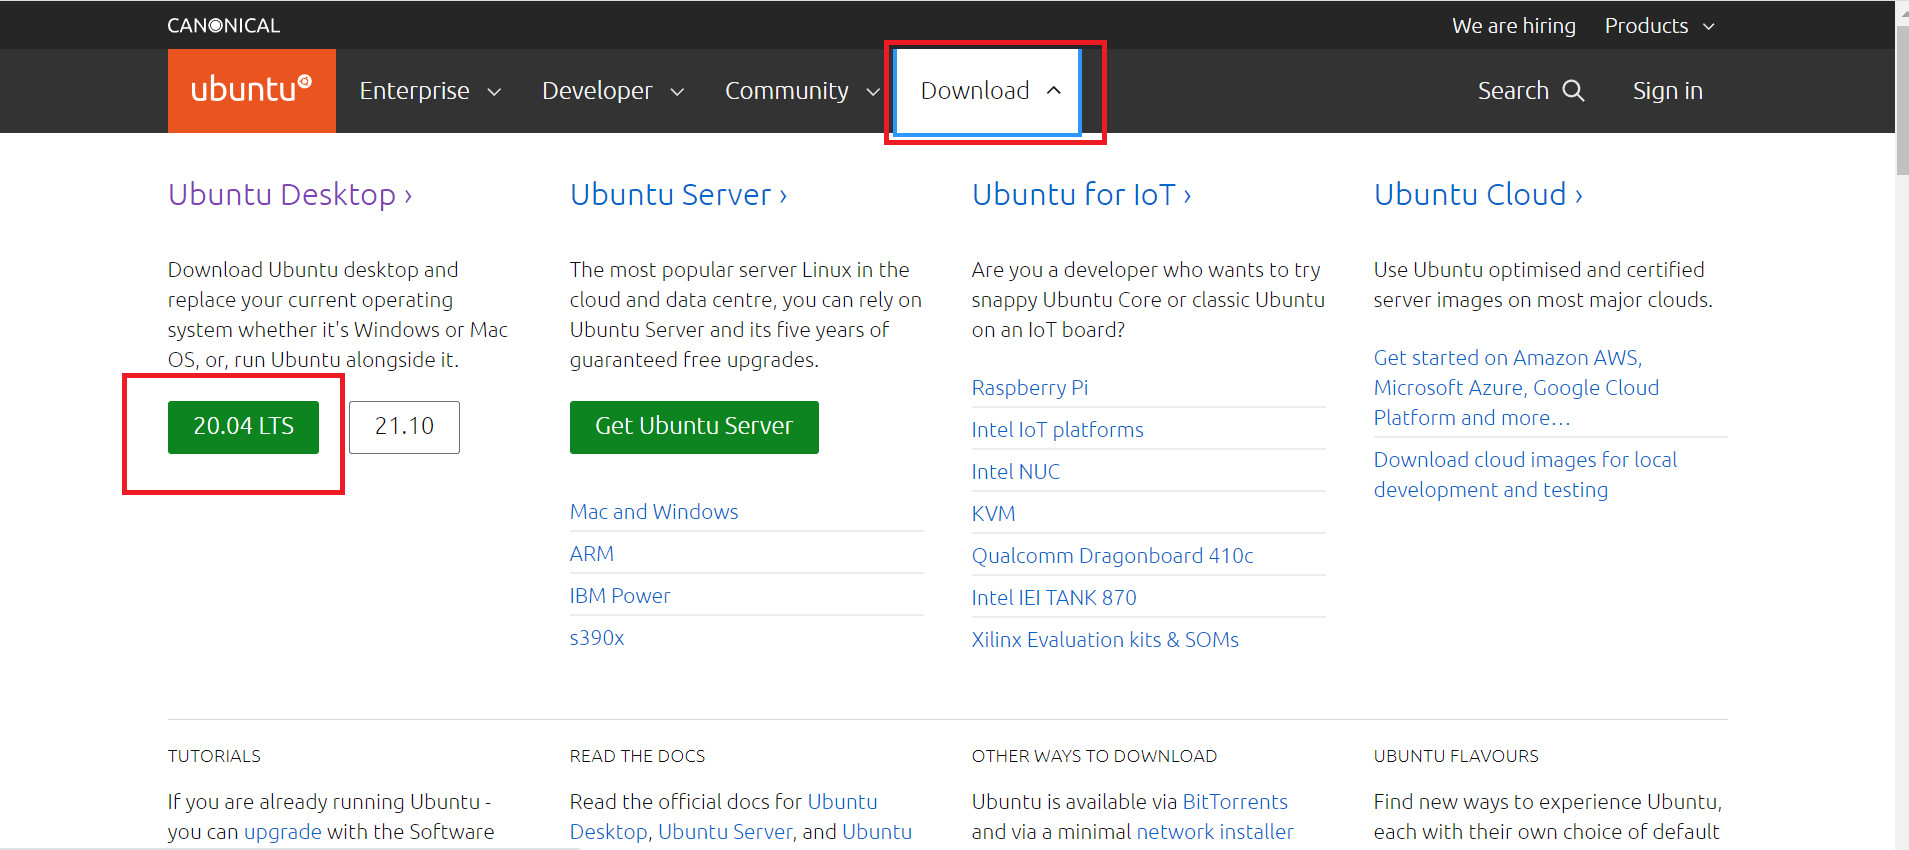 CANONICAL
We are hiring
Products
ubuntu
Enterprise
Developer
Community
Download
Search
Sign in
Ubuntu Desktop ›
Download Ubuntu desktop and
replace your current operating
system whether it's Windows or Mac
OS, or, run Ubuntu alongside it.
20.04 LTS
21.10
Ubuntu Server ›
The most popular server Linux in the
cloud and data centre, you can rely on
Ubuntu Server and its five years of
guaranteed free upgrades.
Get Ubuntu Server
Mac and Windows
ARM
IBM Power
s390x
Ubuntu for IoT ›
Are you a developer who wants to try
snappy Ubuntu Core or classic Ubuntu
on an IoT board?
Raspberry Pi
Intel IoT platforms
Intel NUC
KVM
Qualcomm Dragonboard 410c
Intel IEI TANK 870
Xilinx Evaluation kits & SOMs
Ubuntu Cloud ›
Use Ubuntu optimised and certified
server images on most major clouds.
Get started on Amazon AWS,
Microsoft Azure, Google Cloud
Platform and more…
Download cloud images for local
development and testing
TUTORIALS
If you are already running Ubuntu -
you can upgrade with the Software
READ THE DOCS
Read the official docs for Ubuntu
Desktop, Ubuntu Server, and Ubuntu
OTHER WAYS TO DOWNLOAD
Ubuntu is available via BitTorrents
and via a minimal network installer
UBUNTU FLAVOURS
Find new ways to experience Ubuntu,
each with their own choice of default